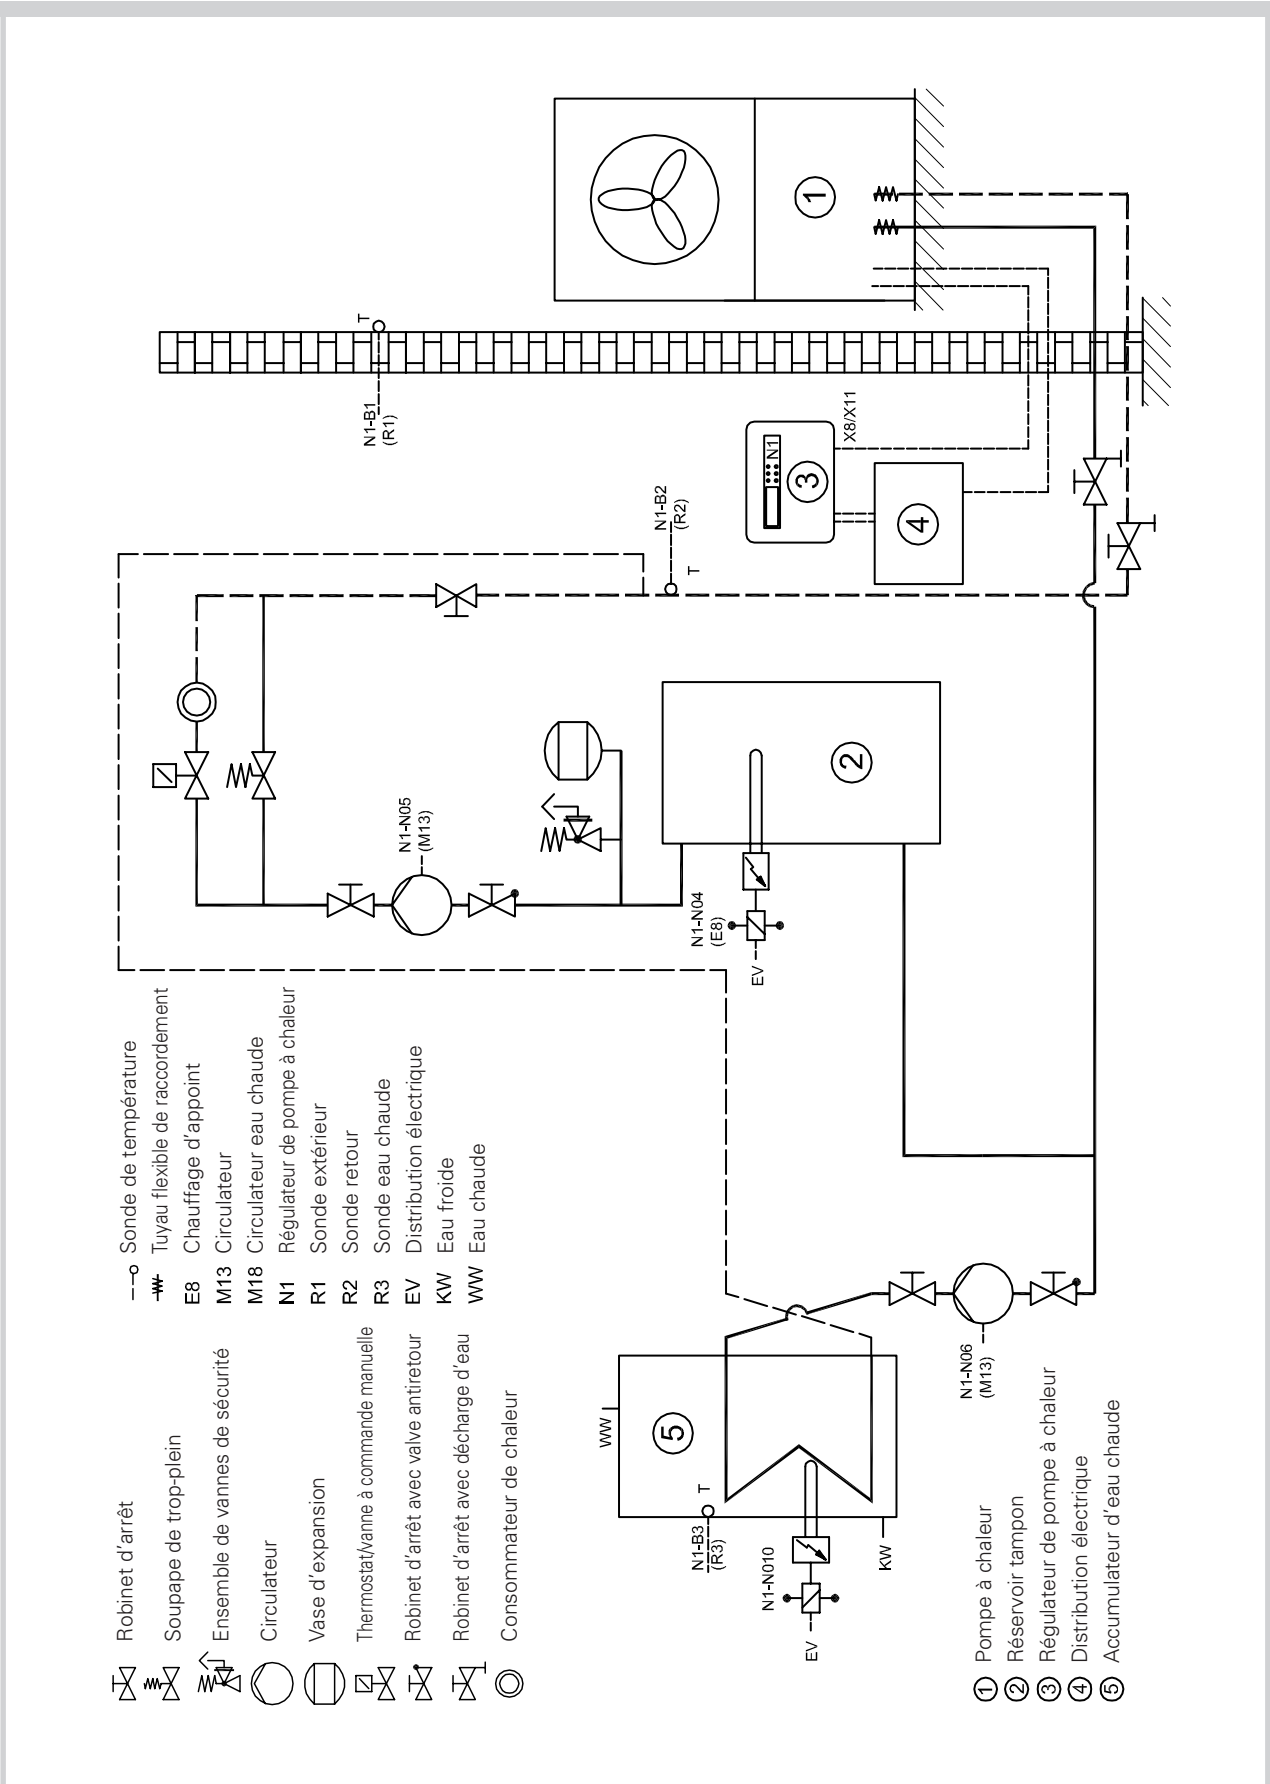 Robinet d'arrêt
Soupape de trop-plein
Ensemble de vannes de sécurité
Circulateur
Vase d'expansion
Thermostat/vanne à commande manuelle
Robinet d'arrêt avec valve antiretour
Robinet d'arrêt avec décharge d'eau
Consommateur de chaleur
Sonde de température
Tuyau flexible de raccordement
E8 Chauffage d'appoint
M13 Circulateur
M18 Circulateur eau chaude
N1 Régulateur de pompe à chaleur
R1 Sonde extérieur
R2 Sonde retour
R3 Sonde eau chaude
EV Distribution électrique
KW Eau froide
WW Eau chaude
N1-B1
(R1)
T
N1-N05
(M13)
N1-B2
(R2)
T
N1-N04
(E8)
EV
2
N1
3
X8/X11
4
1
WW
5
T
N1-B3
(R3)
N1-N010
EV
KW
N1-N06
(M13)
1 Pompe à chaleur
2 Réservoir tampon
3 Régulateur de pompe à chaleur
4 Distribution électrique
5 Accumulateur d'eau chaude